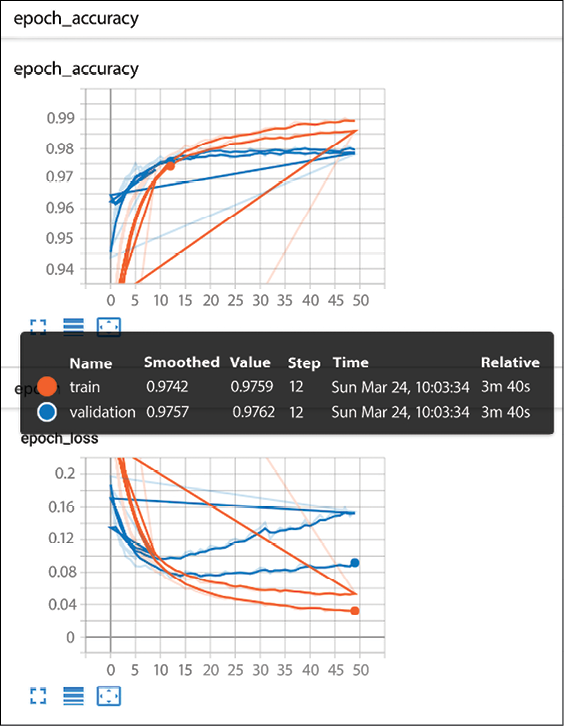 epoch_accuracy
epoch_accuracy
0.99
0.98
0.97
0.96
0.95
0.94
0 5 10 15 20 25 30 35 40 45 50
Name Smoothed Value Step Time Relative
train 0.9742 0.9759 12 Sun Mar 24, 10:03:34 3m 40s
validation 0.9757 0.9762 12 Sun Mar 24, 10:03:34 3m 40s
epoch_loss
0.2
0.16
0.12
0.08
0.04
0
0 5 10 15 20 25 30 35 40 45 50